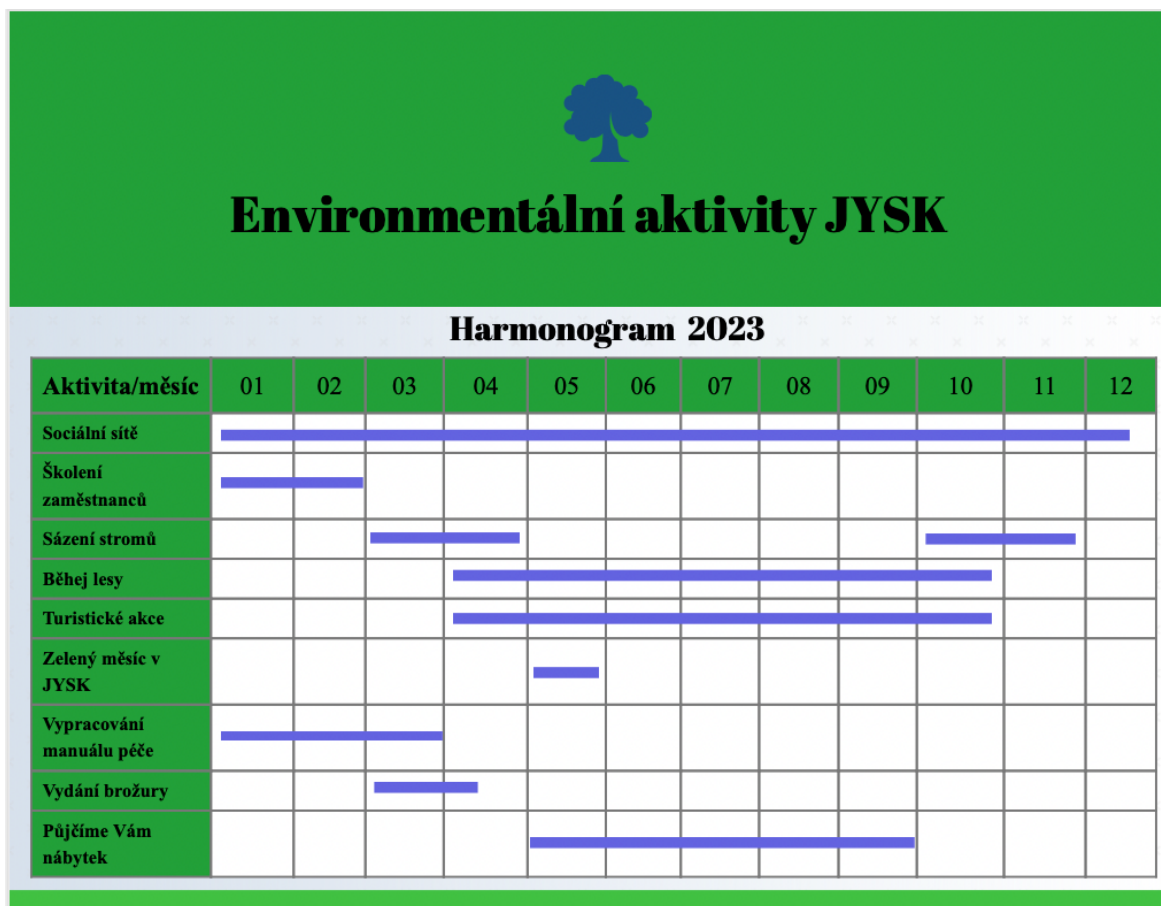 Environmentální aktivity JYSK
Harmonogram 2023
Aktivita/měsíc 01 02 03 04 05 06 07 08 09 10 11 12
Sociální sítě
Školení
zaměstnanců
Sázení stromů
Běhej lesy
Turistické akce
Zelený měsíc v
JYSK
Vypracování
manuálu péče
Vydání brožury
Půjčíme Vám
nábytek